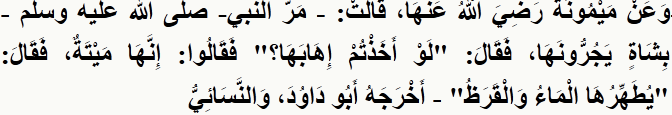 وَعَنْ مَيْمُونَةَ رَضِيَ اللَّهُ عَنْهَا، قَالَتْ: - مَرَّ النَّبِيُّ- صلى الله عليه وسلم -
بِشَاةٍ يَجُرُّونَهَا، فَقَالَ: "لَوْ أَخَذْتُمْ إِهَابَهَا؟" فَقَالُوا: إِنَّهَا مَيْتَةٌ، فَقَالَ:
"يُطَهِّرُهَا الْمَاءُ وَالْقَرَظُ" - أَخْرَجَهُ أَبُو دَاوُدَ، وَالنَّسَائِيُّ